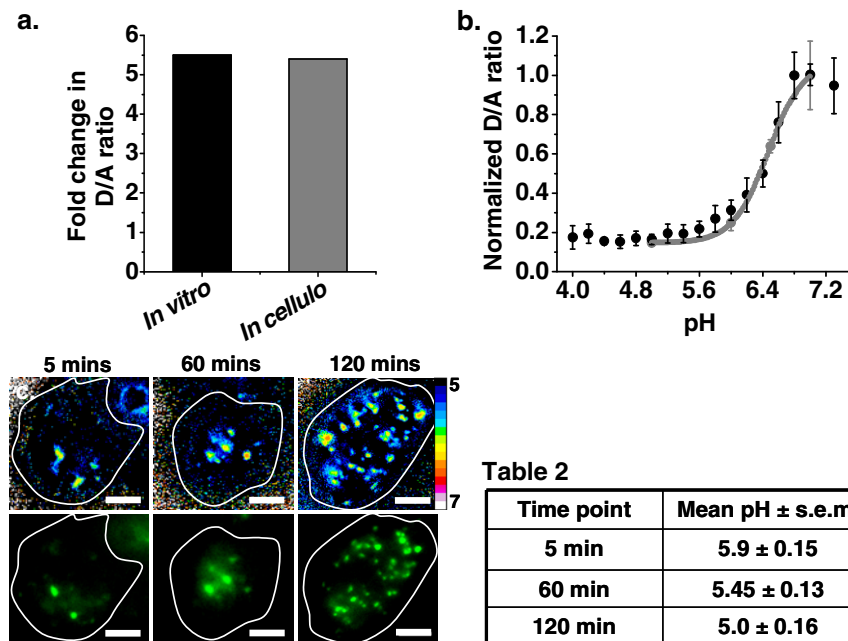 a.
Fold change in
D/A ratio
6
5
4
3
2
1
0
In vitro
In cellulo
b.
Normalized D/A ratio
1.2
1.0
0.8
0.6
0.4
0.2
0.0
4.0 4.8 5.6 6.4 7.2
pH
5 mins 60 mins 120 mins
c
5
7
Table 2
Time point Mean pH ± s.e.m
5 min 5.9 ± 0.15
60 min 5.45 ± 0.13
120 min 5.0 ± 0.16